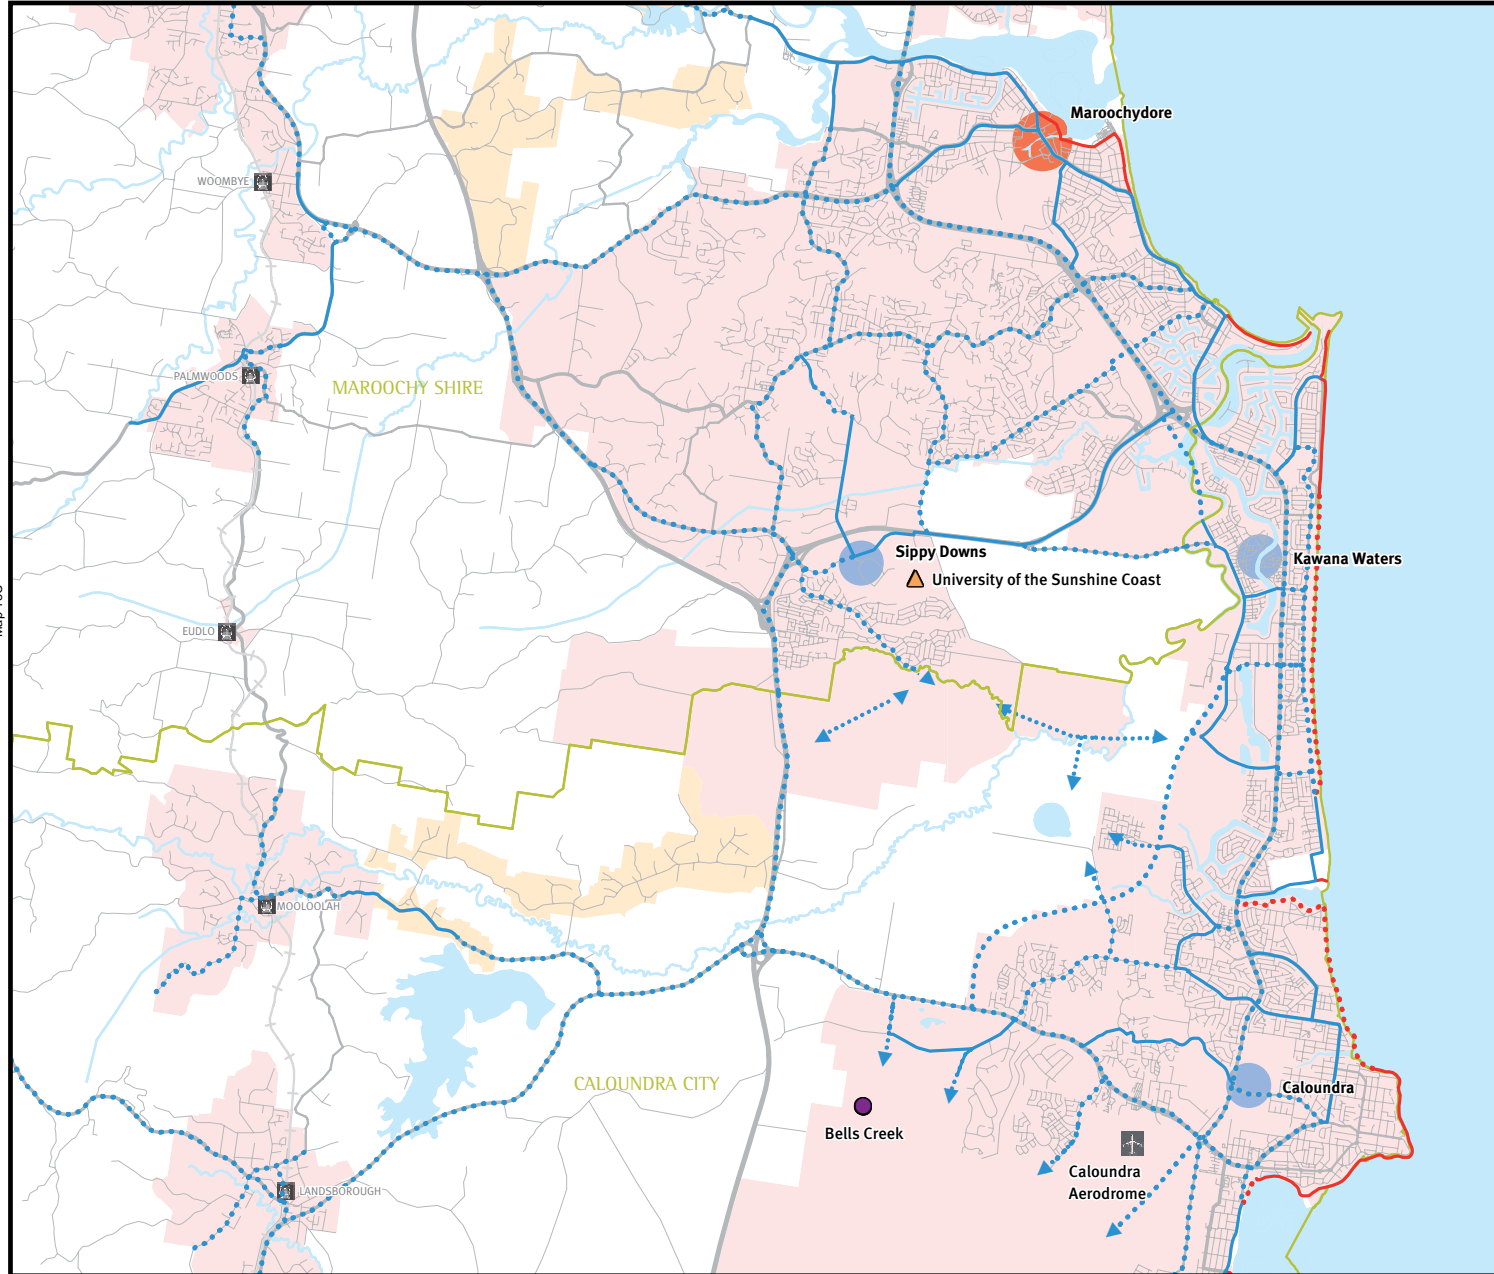 Maroochydore
WOOMBYE
PALMWOODS
MAROOCHY SHIRE
Sippy Downs
University of the Sunshine Coast
Kawana Waters
EUDLO
MOOLOOLAH
CALOUNDRA CITY
Caloundra
Bells Creek
Caloundra
Aerodrome
LANDSBOROUGH